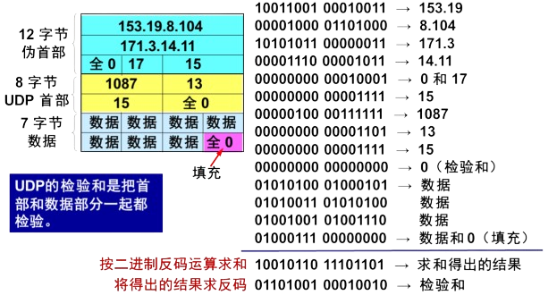 12 字节
伪首部
153.19.8.104
171.3.14.11
全 0 17 15
8 字节
UDP 首部
1087 13
15 全 0
7 字节
数据
数据 数据 数据 数据
数据 数据 数据 全 0
填充
UDP的检验和是把首
部和数据部分一起都
检验。
10011001 00010011 → 153.19
00001000 01101000 → 8.104
10101011 00000011 → 171.3
00001110 00001011 → 14.11
00000000 00010001 → 0 和 17
00000000 00001111 → 15
00000100 00111111 → 1087
00000000 00001101 → 13
00000000 00001111 → 15
00000000 00000000 → 0（检验和）
01010100 01000101 → 数据
01010011 01010100 数据
01001001 01001110 数据
01000111 00000000 → 数据和 0（填充）
按二进制反码运算求和 10010110 11101101 → 求和得出的结果
将得出的结果求反码 01101001 00010010 → 检验和